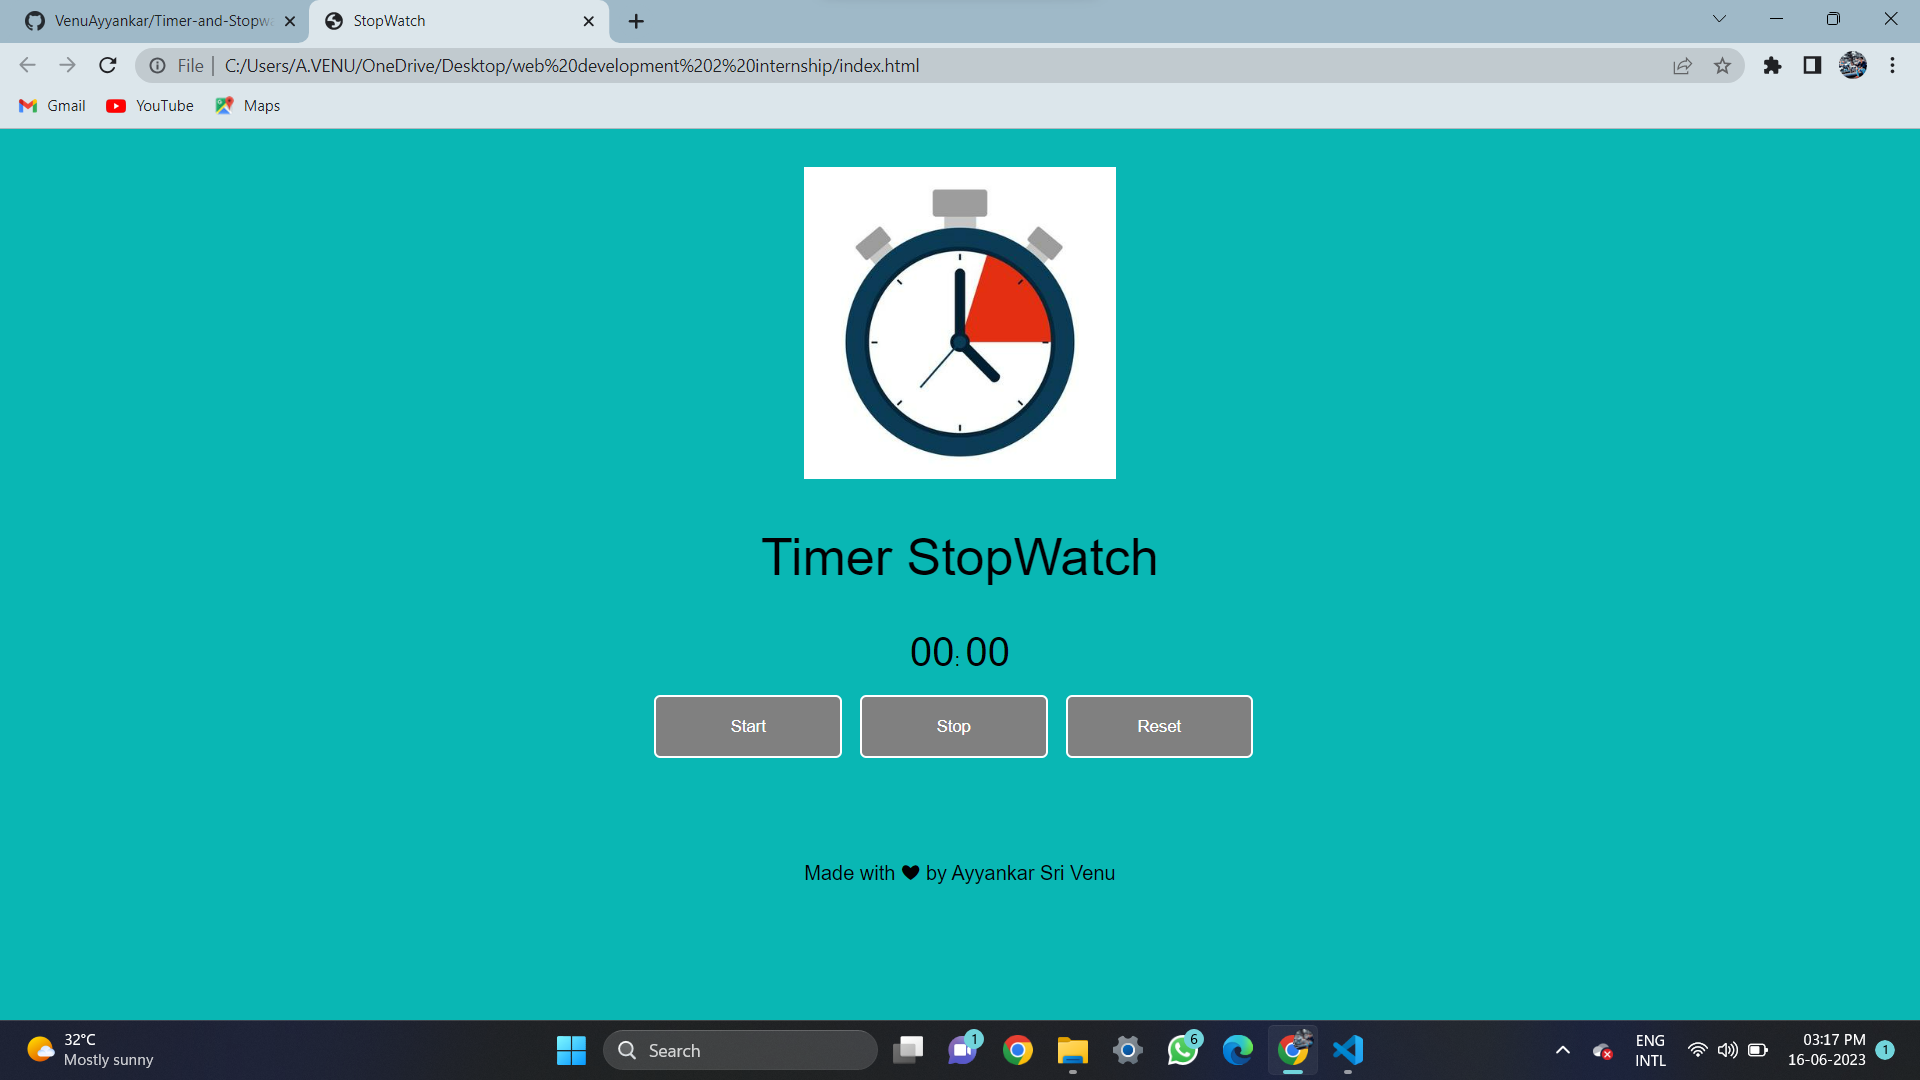 VenuAyyankar/Timer-and-Stopwa
StopWatch
File | C:/Users/A.VENU/OneDrive/Desktop/web%20development%202%20internship/index.html
Gmail YouTube Maps
Timer StopWatch
00:00
Start Stop Reset
Made with ♥ by Ayyankar Sri Venu
32°C
Mostly sunny
Search
1
6
ENG
INTL
03:17 PM
16-06-2023
1